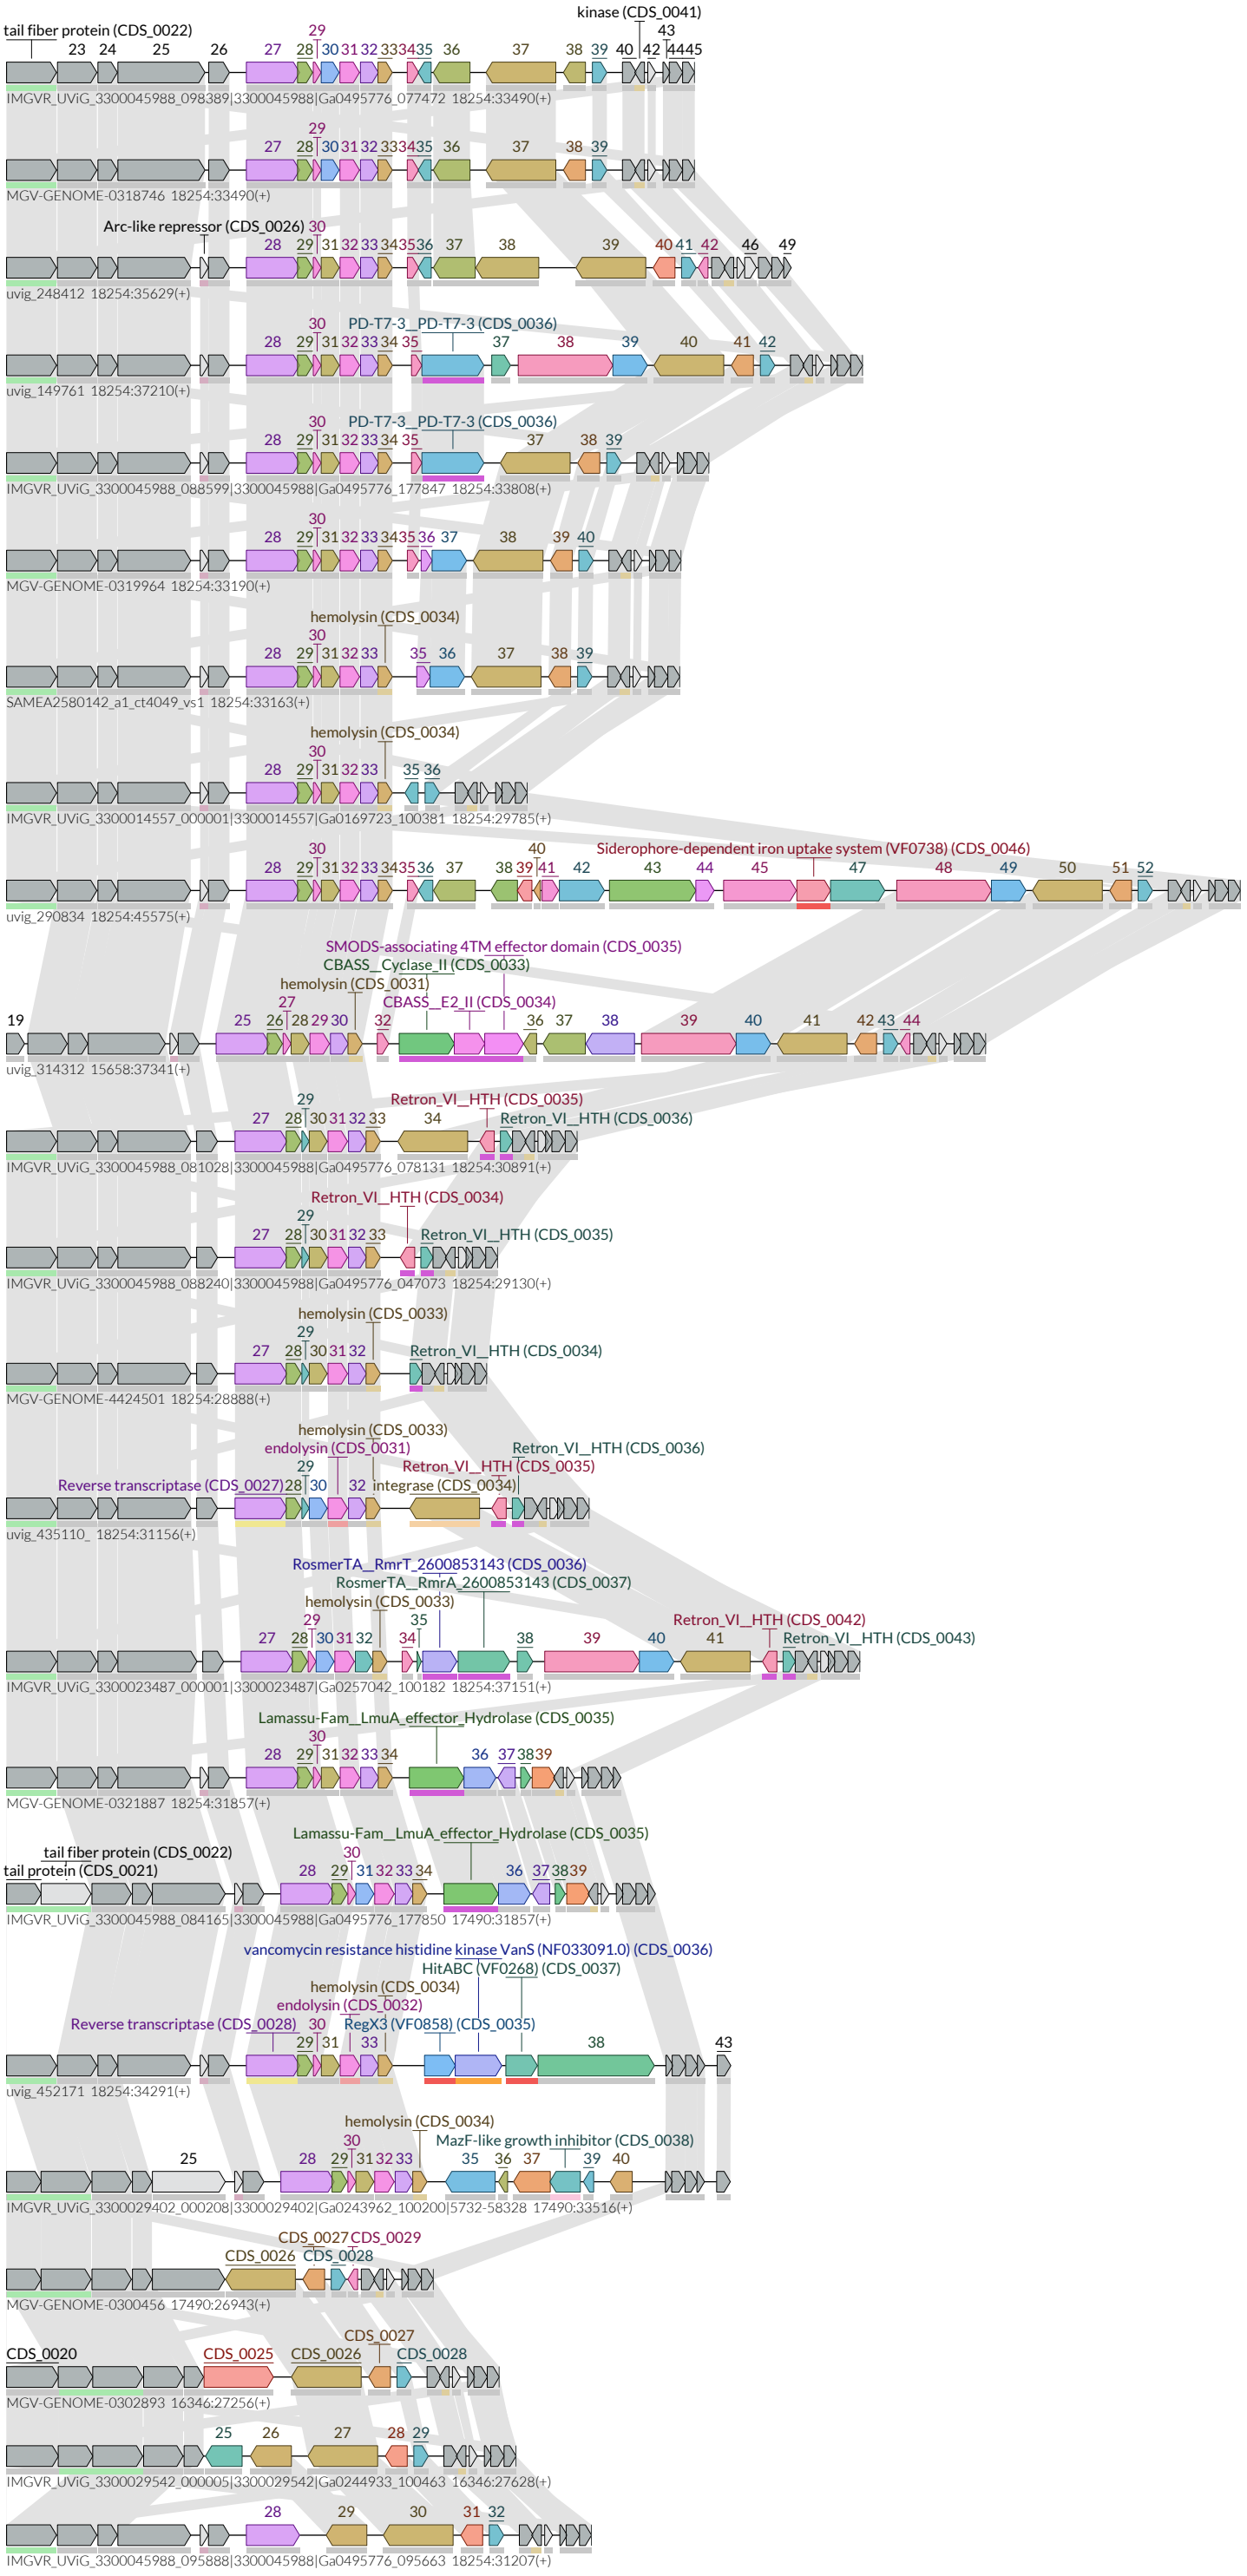 kinase (CDS_0041)
tail fiber protein (CDS_0022) 29 43
23 24 25 26 27 28 30 31 32 33 34 35 36 37 38 39 40 42 44 45
IMGVR_UViG_3300045988_098389|3300045988|Ga0495776_077472 18254:33490(+)
29
27 28 30 31 32 33 34 35 36 37 38 39
MGV-GENOME-0318746 18254:33490(+)
Arc-like repressor (CDS_0026) 30
28 29 31 32 33 34 35 36 37 38 39 40 41 42 46 49
uvig_248412 18254:35629(+)
30 PD-T7-3__PD-T7-3 (CDS_0036)
28 29 31 32 33 34 35 37 38 39 40 41 42
uvig_149761 18254:37210(+)
30 PD-T7-3__PD-T7-3 (CDS_0036)
28 29 31 32 33 34 35 37 38 39
IMGVR_UViG_3300045988_088599|3300045988|Ga0495776_177847 18254:33808(+)
30
28 29 31 32 33 34 35 36 37 38 39 40
MGV-GENOME-0319964 18254:33190(+)
hemolysin (CDS_0034)
30
28 29 31 32 33 35 36 37 38 39
SAMEA2580142_a1_ct4049_vs1 18254:33163(+)
hemolysin (CDS_0034)
30
28 29 31 32 33 35 36
IMGVR_UViG_3300014557_000001|3300014557|Ga0169723_100381 18254:29785(+)
30 40 Siderophore-dependent iron uptake system (VF0738) (CDS_0046)
28 29 31 32 33 34 35 36 37 38 39 41 42 43 44 45 47 48 49 50 51 52
uvig_290834 18254:45575(+)
SMODS-associating 4TM effector domain (CDS_0035)
CBASS__Cyclase_II (CDS_0033)
hemolysin (CDS_0031)
27 CBASS__E2_II (CDS_0034)
19 25 26 28 29 30 32 36 37 38 39 40 41 42 43 44
uvig_314312 15658:37341(+)
29 Retron_VI__HTH (CDS_0035)
27 28 30 31 32 33 34 Retron_VI__HTH (CDS_0036)
IMGVR_UViG_3300045988_081028|3300045988|Ga0495776_078131 18254:30891(+)
Retron_VI__HTH (CDS_0034)
29
27 28 30 31 32 33 Retron_VI__HTH (CDS_0035)
IMGVR_UViG_3300045988_088240|3300045988|Ga0495776_047073 18254:29130(+)
hemolysin (CDS_0033)
29
27 28 30 31 32 Retron_VI__HTH (CDS_0034)
MGV-GENOME-4424501 18254:28888(+)
hemolysin (CDS_0033)
endolysin (CDS_0031) Retron_VI__HTH (CDS_0036)
29 Retron_VI__HTH (CDS_0035)
Reverse transcriptase (CDS_0027) 28 30 32 integrase (CDS_0034)
uvig_435110_ 18254:31156(+)
RosmerTA__RmrT_2600853143 (CDS_0036)
RosmerTA__RmrA_2600853143 (CDS_0037)
hemolysin (CDS_0033)
29 35 Retron_VI__HTH (CDS_0042)
27 28 30 31 32 34 38 39 40 41 Retron_VI__HTH (CDS_0043)
IMGVR_UViG_3300023487_000001|3300023487|Ga0257042_100182 18254:37151(+)
Lamassu-Fam__LmuA_effector_Hydrolase (CDS_0035)
30
28 29 31 32 33 34 36 37 38 39
MGV-GENOME-0321887 18254:31857(+)
Lamassu-Fam__LmuA_effector_Hydrolase (CDS_0035)
tail fiber protein (CDS_0022) 30
tail protein (CDS_0021) 28 29 31 32 33 34 36 37 38 39
IMGVR_UViG_3300045988_084165|3300045988|Ga0495776_177850 17490:31857(+)
vancomycin resistance histidine kinase VanS (NF033091.0) (CDS_0036)
HitABC (VF0268) (CDS_0037)
hemolysin (CDS_0034)
endolysin (CDS_0032)
Reverse transcriptase (CDS_0028) 30 RegX3 (VF0858) (CDS_0035)
29 31 33 38 43
uvig_452171 18254:34291(+)
hemolysin (CDS_0034)
30 MazF-like growth inhibitor (CDS_0038)
25 28 29 31 32 33 35 36 37 39 40
IMGVR_UViG_3300029402_000208|3300029402|Ga0243962_100200|5732-58328 17490:33516(+)
CDS_0027 CDS_0029
CDS_0026 CDS_0028
MGV-GENOME-0300456 17490:26943(+)
CDS_0027
CDS_0020 CDS_0025 CDS_0026 CDS_0028
MGV-GENOME-0302893 16346:27256(+)
25 26 27 28 29
IMGVR_UViG_3300029542_000005|3300029542|Ga0244933_100463 16346:27628(+)
28 29 30 31 32
IMGVR_UViG_3300045988_095888|3300045988|Ga0495776_095663 18254:31207(+)